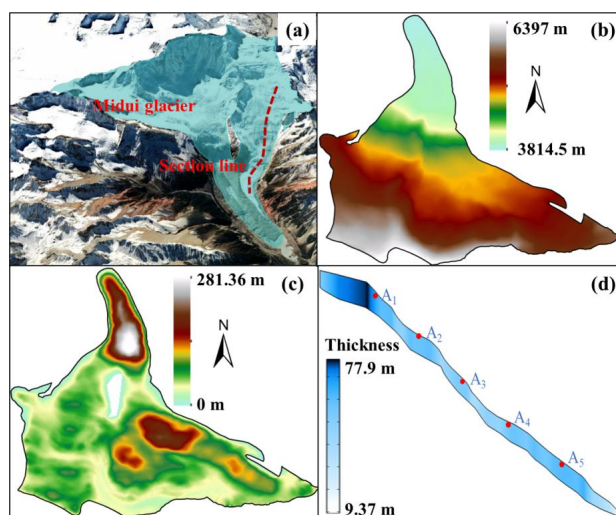 (a)
Midui glacier
Section line
(b)
6397 m
N
3814.5 m
(c)
281.36 m
N
0 m
(d)
A1
A2
A3
A4
A5
Thickness
77.9 m
9.37 m